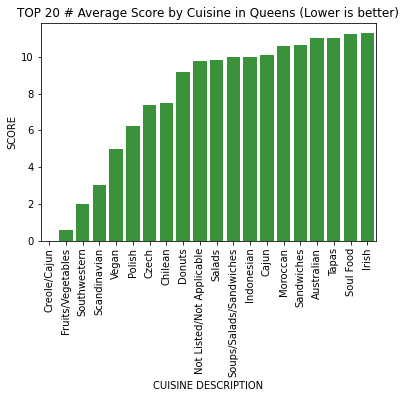 TOP 20 # Average Score by Cuisine in Queens (Lower is better)
SCORE
10
8
6
4
2
0
Creole/Cajun
Fruits/Vegetables
Southwestern
Scandinavian
Vegan
Polish
Czech
Chilean
Donuts
Not Listed/Not Applicable
Salads
Soups/Salads/Sandwiches
Indonesian
Cajun
Moroccan
Sandwiches
Australian
Tapas
Soul Food
Irish
CUISINE DESCRIPTION